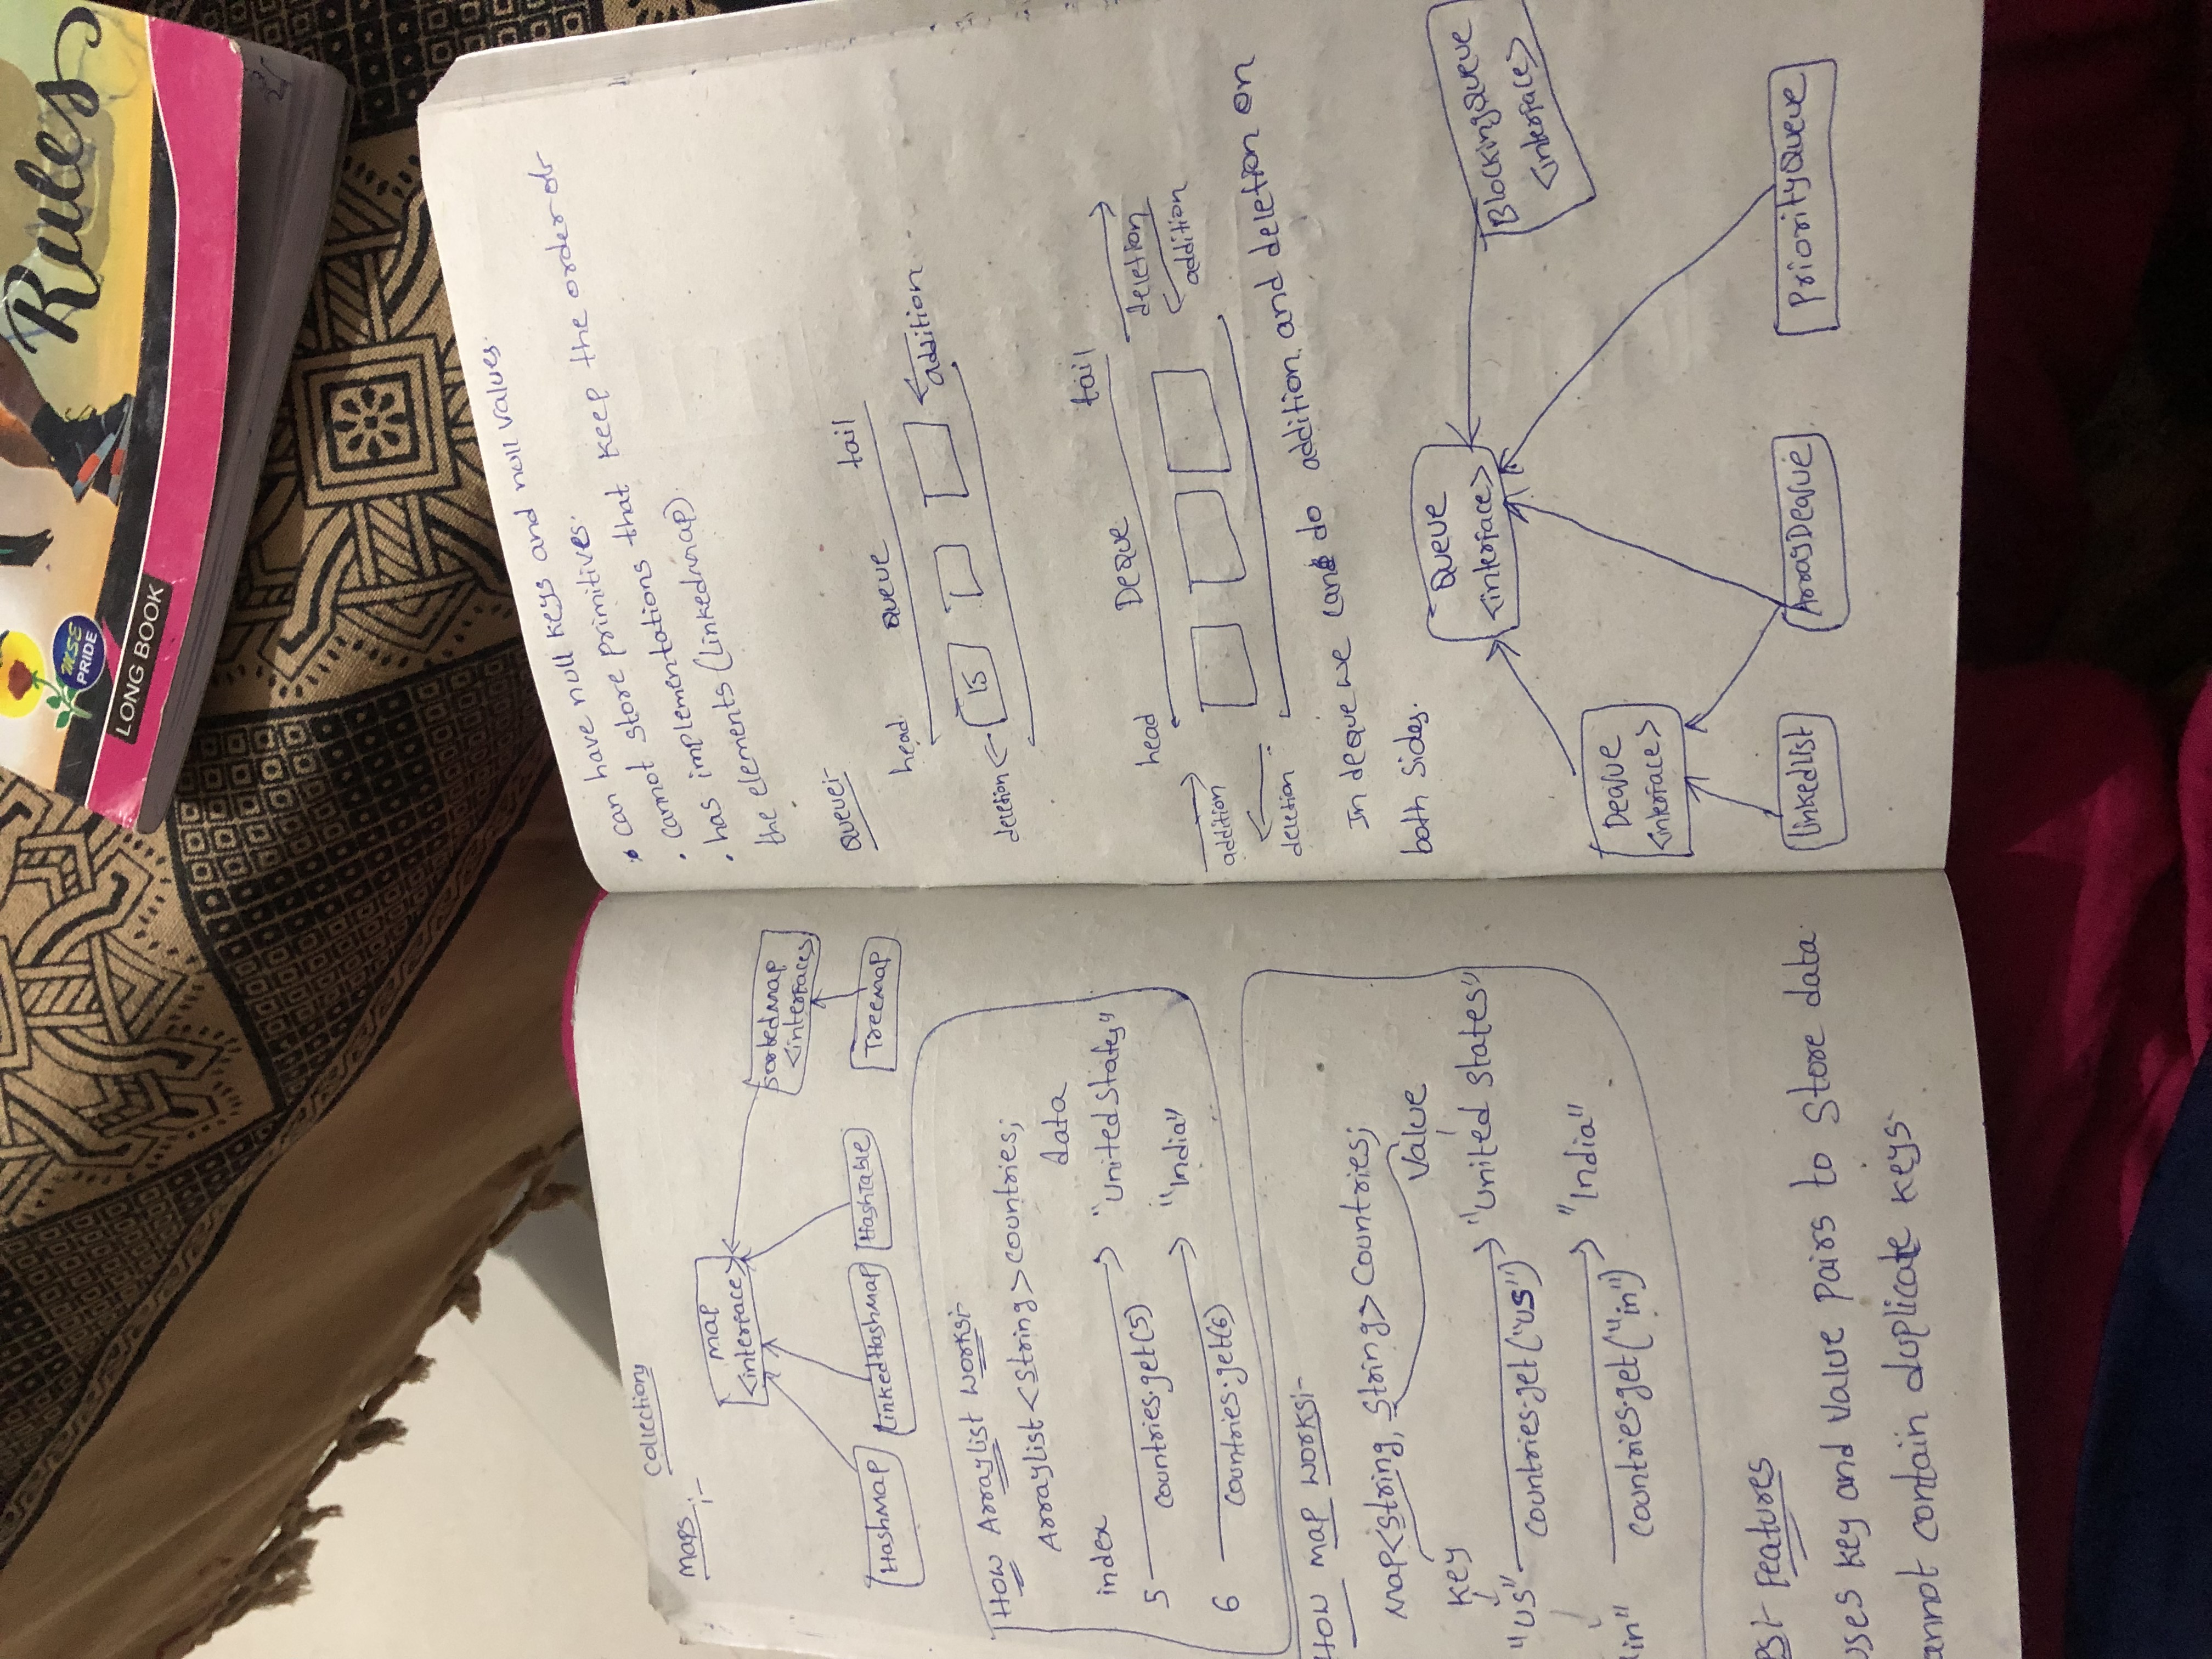 Rules
MSE
PRIDE
LONG BOOK
Collections
Maps:-
Map
<interface>
SortedMap
<interface>
HashMap
LinkedHashMap
HashTable
TreeMap
How Arraylist works:-
Arraylist<String>countries;
data
index
5
countries.get(5)
"United States"
6
countries.get(6)
"India"
How map works:-
Map<String, String> countries;
Value
key
"US"
countries.get("US")
"United States"
"in"
countries.get("in")
"India"
PS:- Features
uses key and value pairs to store data.
annot contain duplicate keys.
• can have null keys and null values.
• cannot store primitives.
• has implementations that keep the order of
the elements (Linkedmap).
Queue:-
head
Queue
tail
15
addition
deletion
head
Deque
tail
deletion
addition
addition
deletion
In deque we can do addition and deletion on
both sides.
Queue
<interface>
BlockingQueue
<interface>
Deque
<interface>
LinkedList
ArrayDeque
PriorityQueue